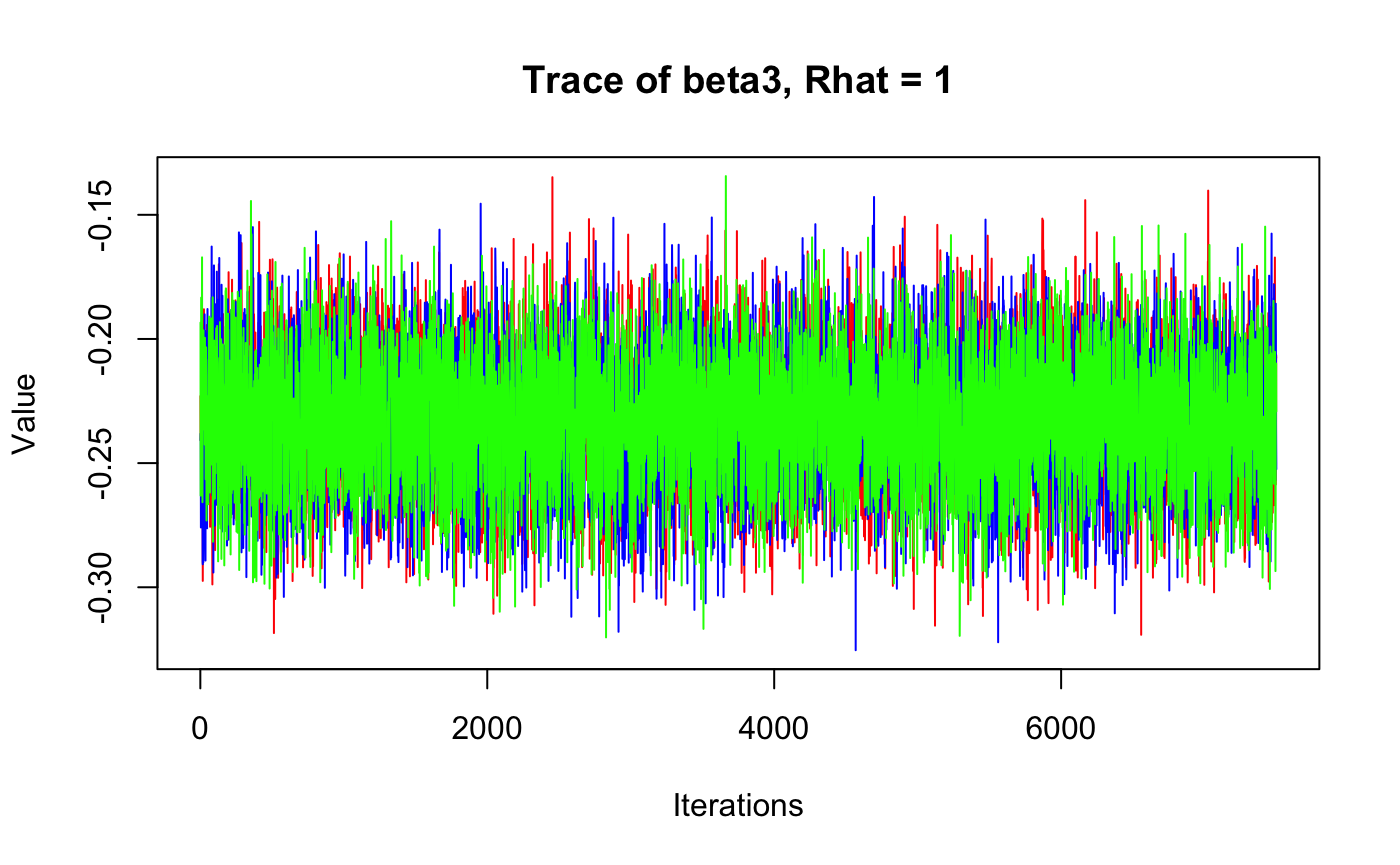 Trace of beta3, Rhat = 1
-0.15
-0.20
-0.25
-0.30
Value
0 2000 4000 6000
Iterations